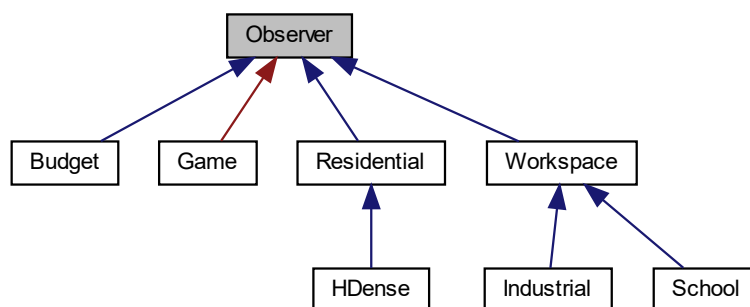 Observer
Budget
Game
Residential
Workspace
HDense
Industrial
School